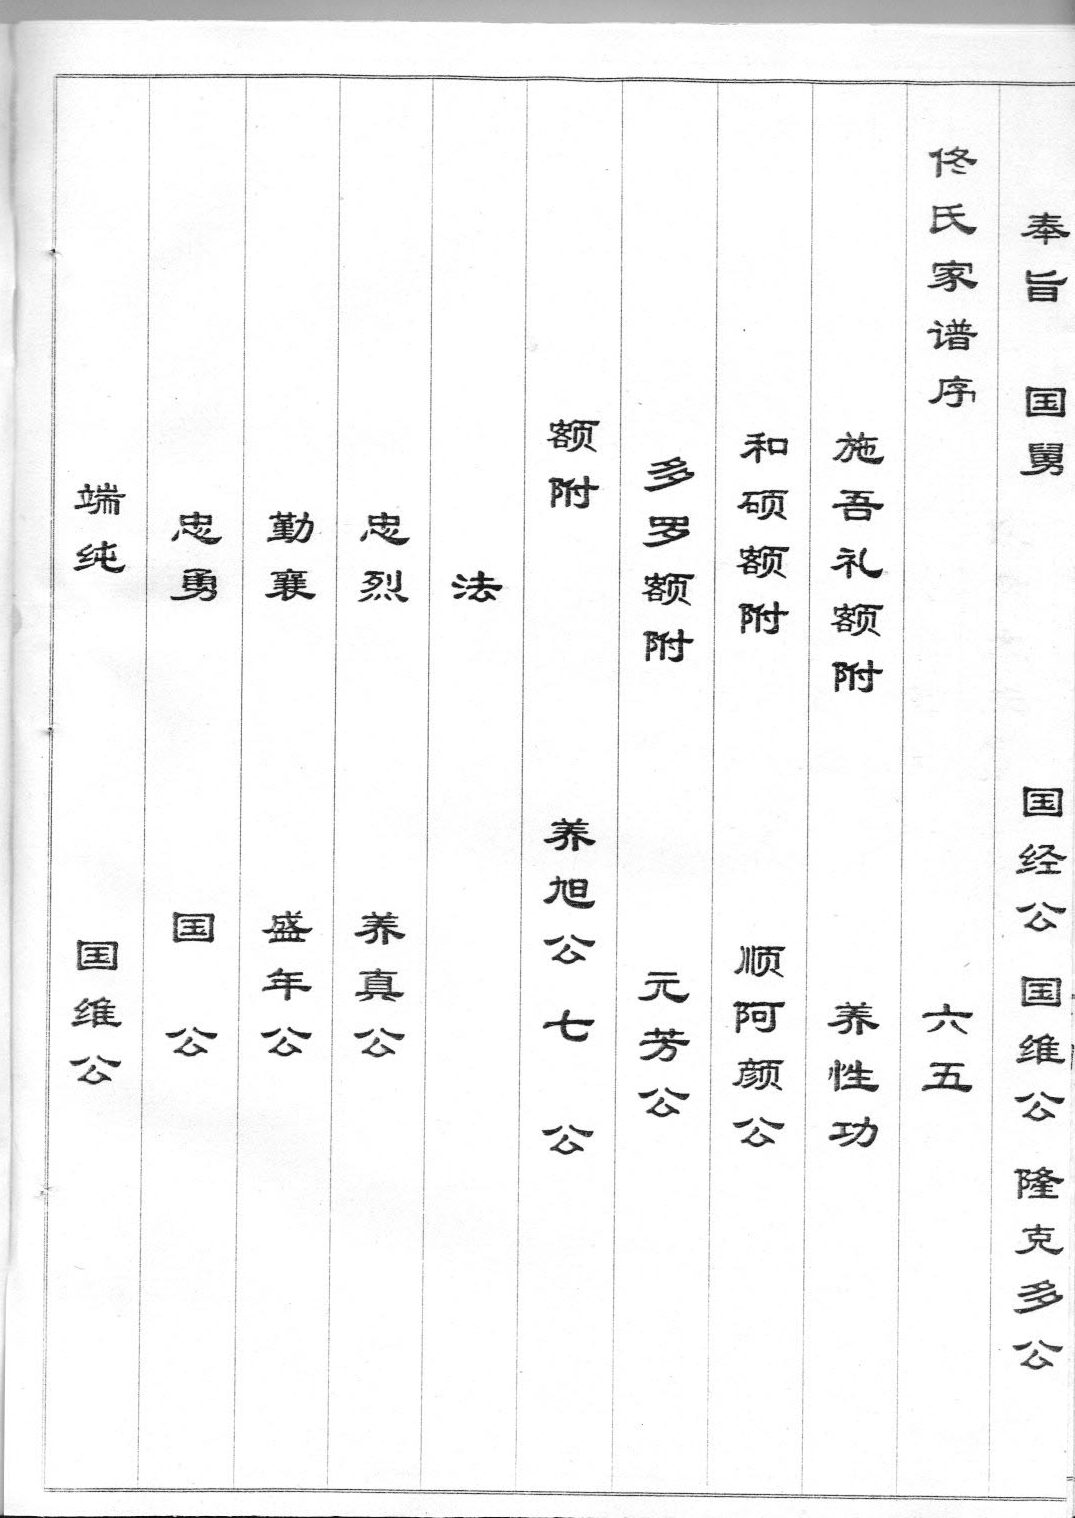 奉旨 国舅 国经公 国维公 隆克多公
佟氏家谱序 六五
施吾礼额附 养性功
和硕额附 顺阿颜公
多罗额附 元芳公
额附 养旭公 七 公
法
忠烈 养真公
勤襄 盛年公
忠勇 国 公
端纯 国维公